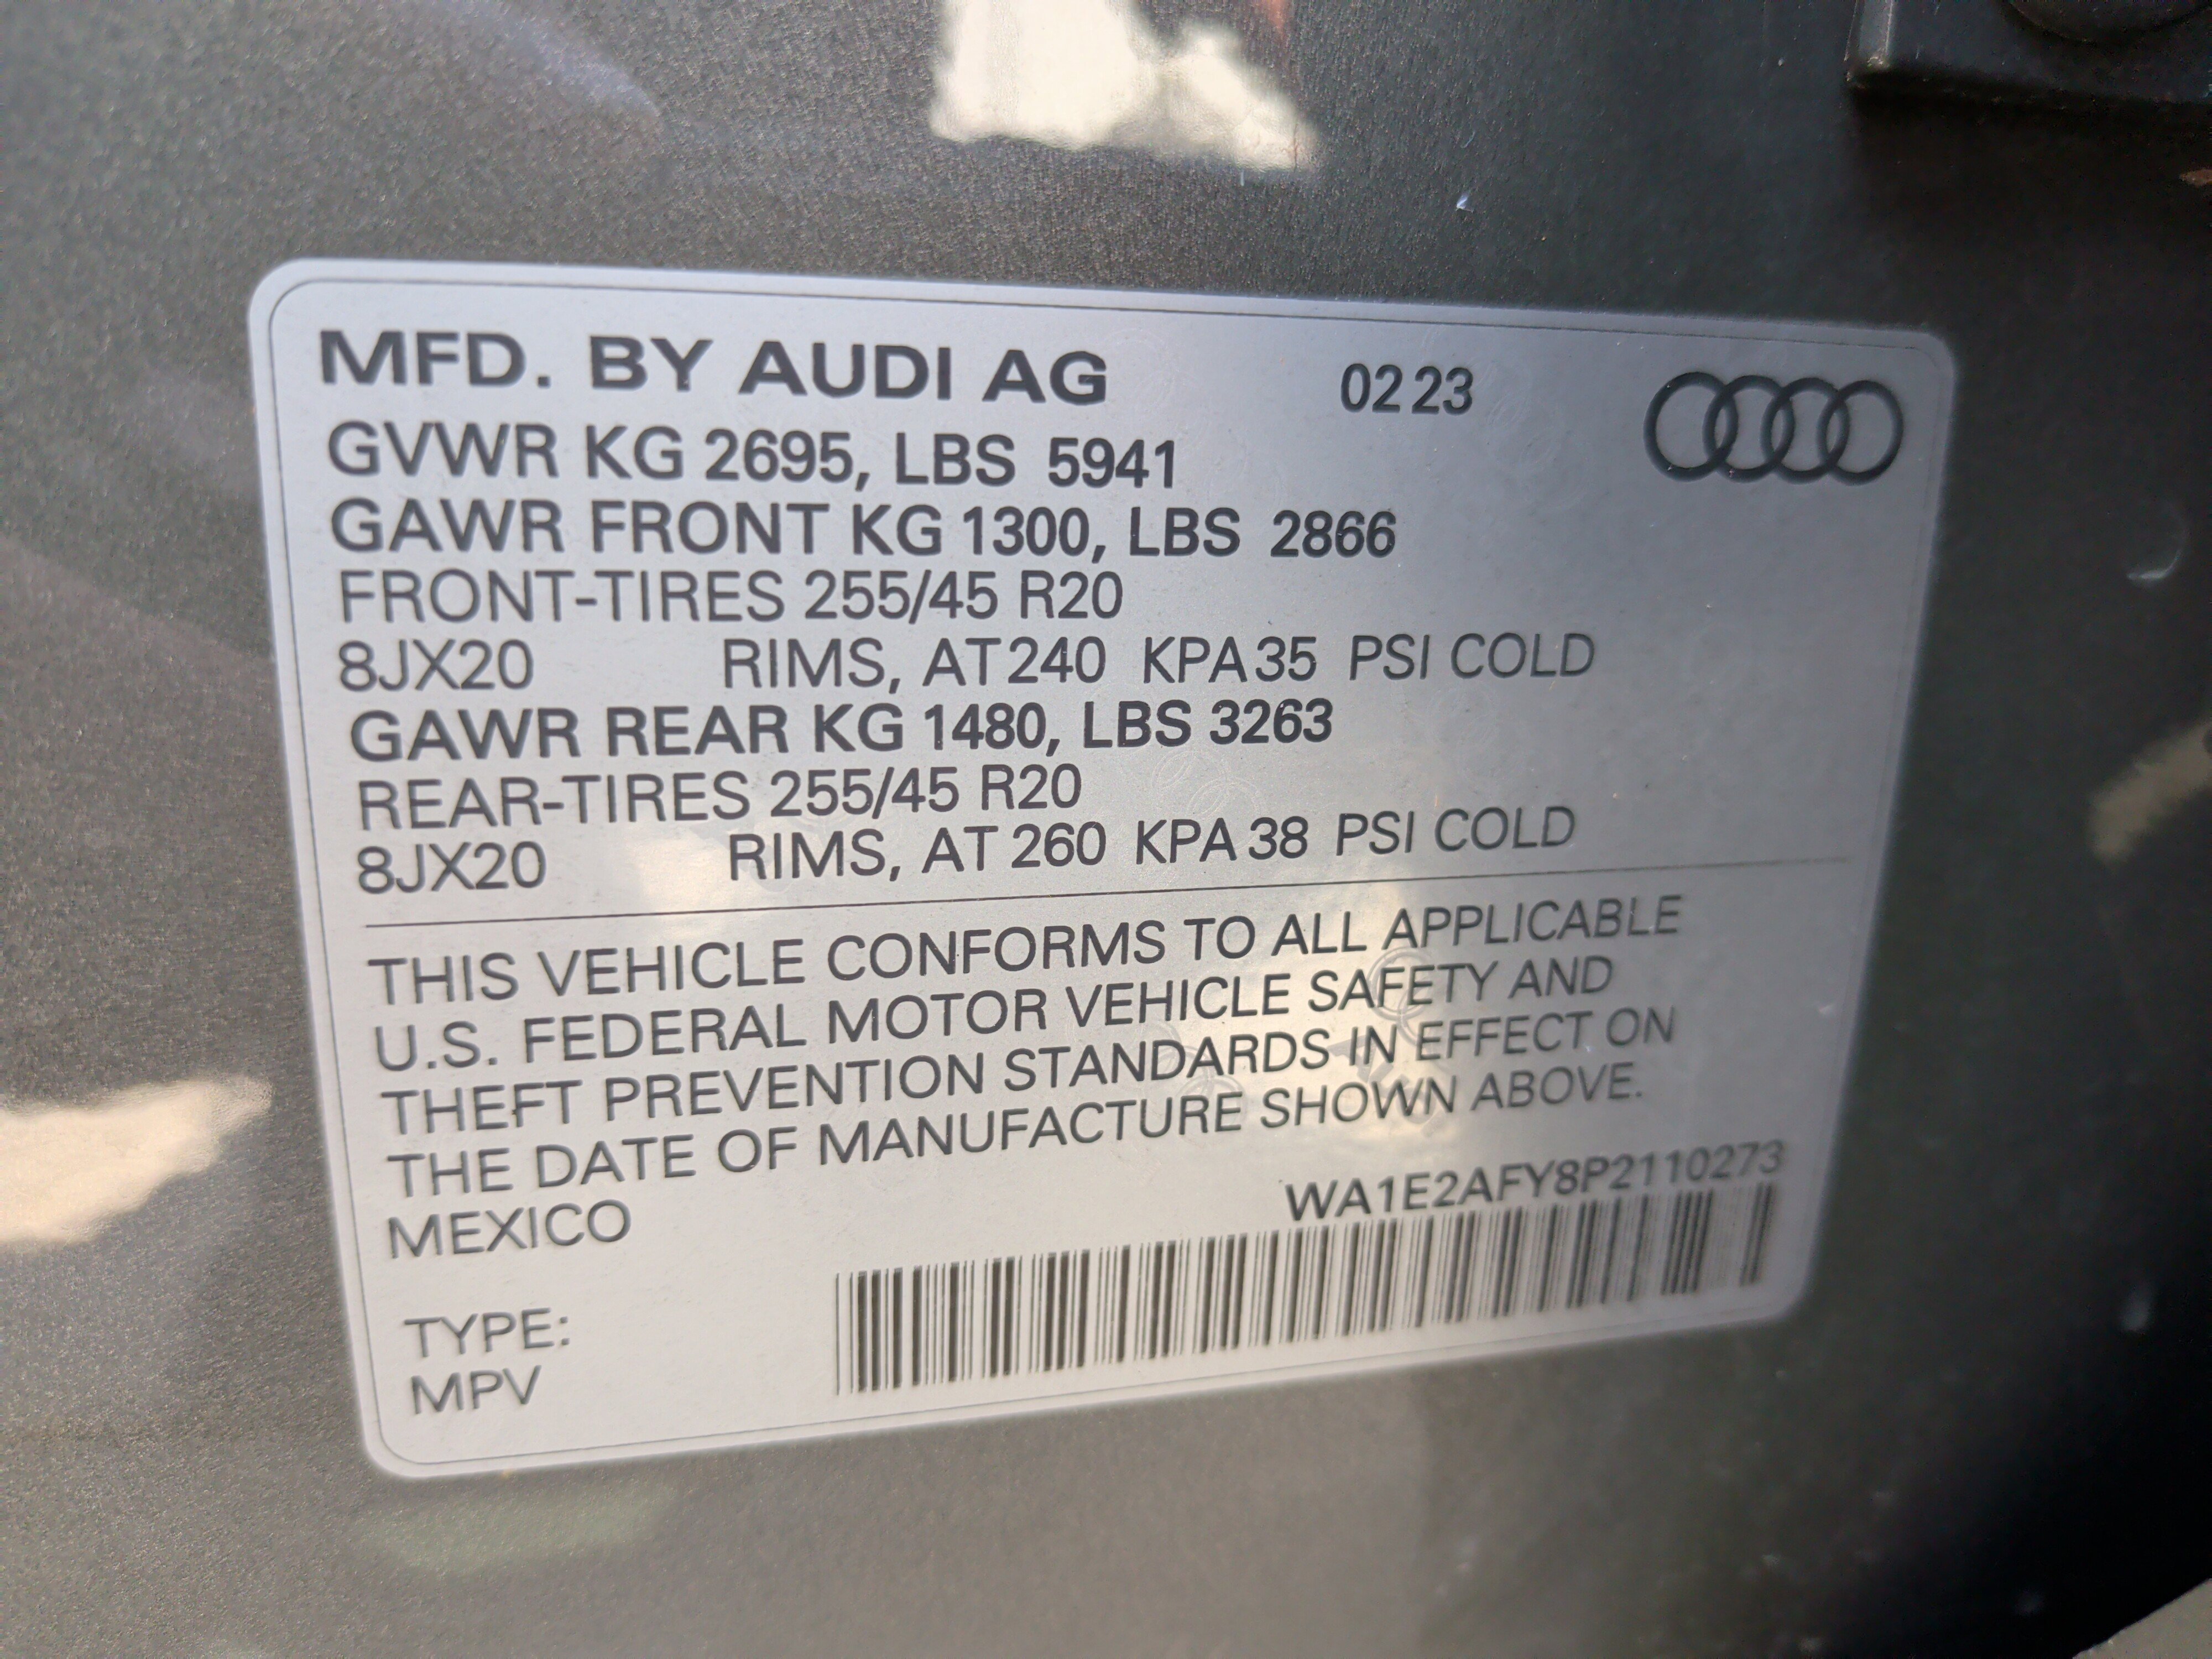 MFD. BY AUDI AG 02 23
GVWR KG 2695, LBS 5941
GAWR FRONT KG 1300, LBS 2866
FRONT-TIRES 255/45 R20
8JX20 RIMS, AT 240 KPA 35 PSI COLD
GAWR REAR KG 1480, LBS 3263
REAR-TIRES 255/45 R20
8JX20 RIMS, AT 260 KPA 38 PSI COLD
THIS VEHICLE CONFORMS TO ALL APPLICABLE
U.S. FEDERAL MOTOR VEHICLE SAFETY AND
THEFT PREVENTION STANDARDS IN EFFECT ON
THE DATE OF MANUFACTURE SHOWN ABOVE.
MEXICO WA1E2AFY8P2110273
TYPE:
MPV